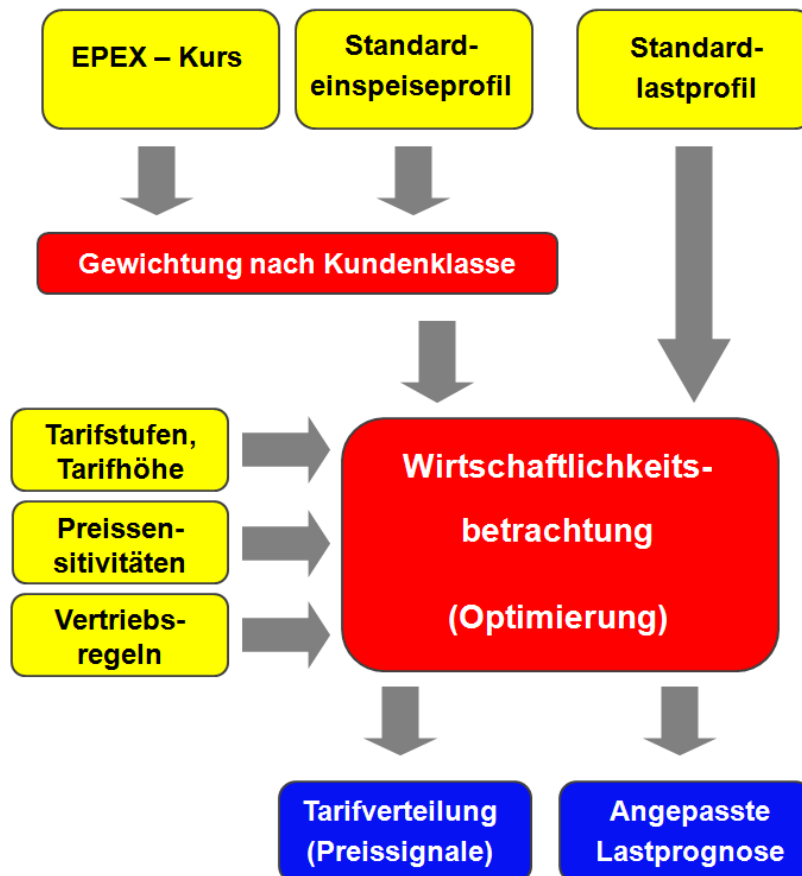 EPEX – Kurs
Standard-
einspeiseprofil
Standard-
lastprofil
Gewichtung nach Kundenklasse
Tarifstufen,
Tarifhöhe
Preissen-
sitivitäten
Vertriebs-
regeln
Wirtschaftlichkeits-
betrachtung
(Optimierung)
Tarifverteilung
(Preissignale)
Angepasste
Lastprognose